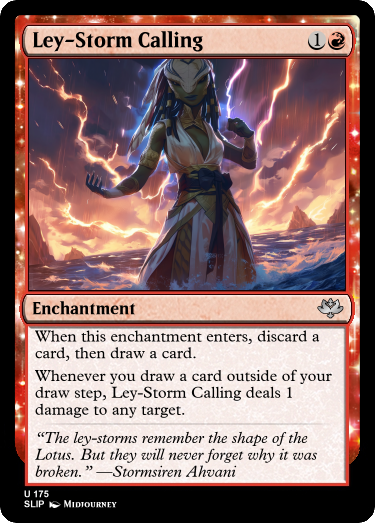 Ley-Storm Calling 1
Enchantment
When this enchantment enters, discard a
card, then draw a card.
Whenever you draw a card outside of your
draw step, Ley-Storm Calling deals 1
damage to any target.
“The ley-storms remember the shape of the
Lotus. But they will never forget why it was
broken.” —Stormsiren Ahvani
U 175
SLIP Midjourney